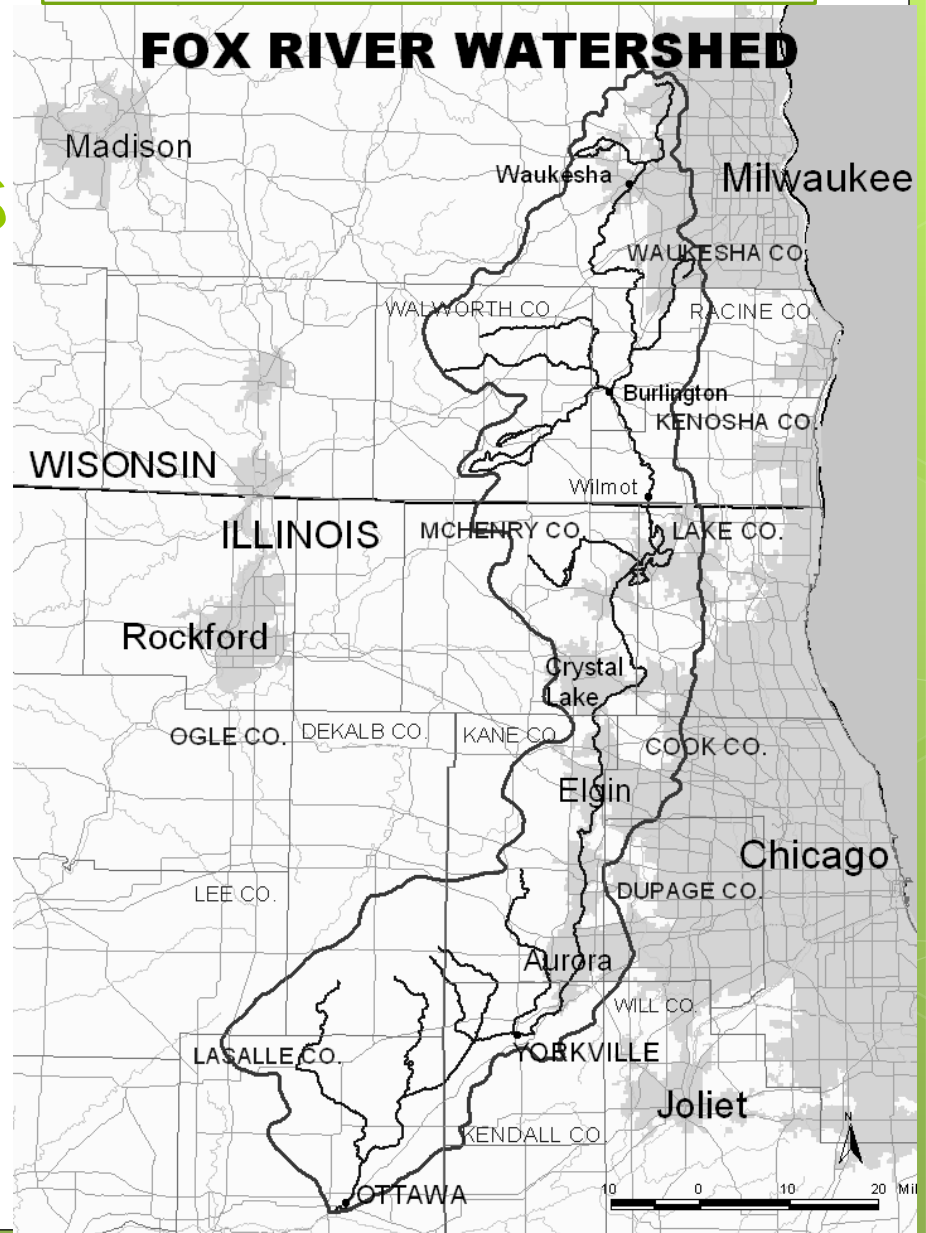 FOX RIVER WATERSHED
Madison
Waukesha
Milwaukee
WAUKESHA CO.
WALWORTH CO.
RACINE CO.
Burlington
KENOSHA CO.
WISONSIN
Wilmot
ILLINOIS
MCHENRY CO.
LAKE CO.
Rockford
Crystal
Lake
OGLE CO.
DEKALB CO.
KANE CO.
COOK CO.
Elgin
Chicago
LEE CO.
DUPAGE CO.
Aurora
WILL CO.
LASALLE CO.
YORKVILLE
Joliet
KENDALL CO.
N
OTTAWA
10 0 10 20 Mil